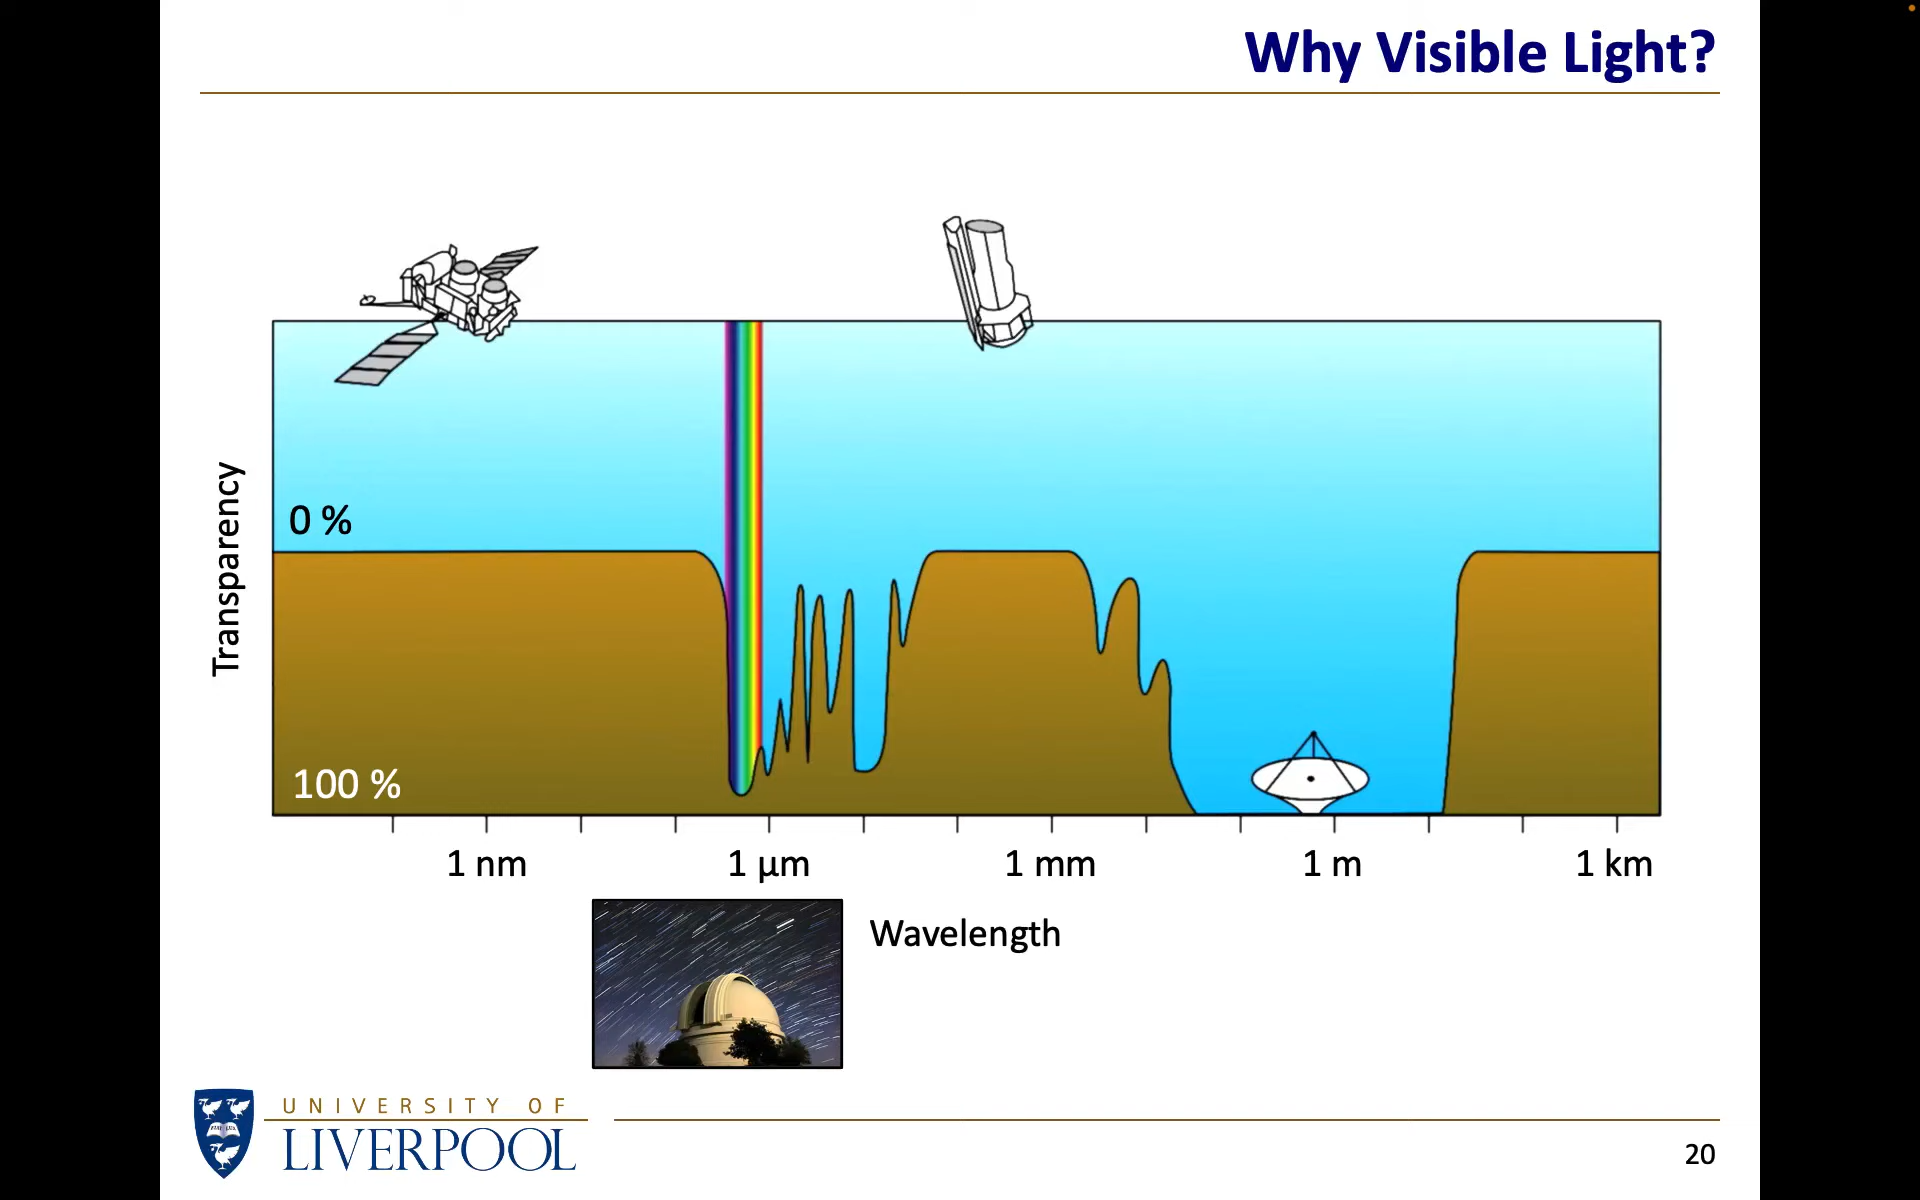 Why Visible Light?
Transparency
0 %
100 %
1 nm
1 µm
1 mm
1 m
1 km
Wavelength
UNIVERSITY OF
LIVERPOOL
20